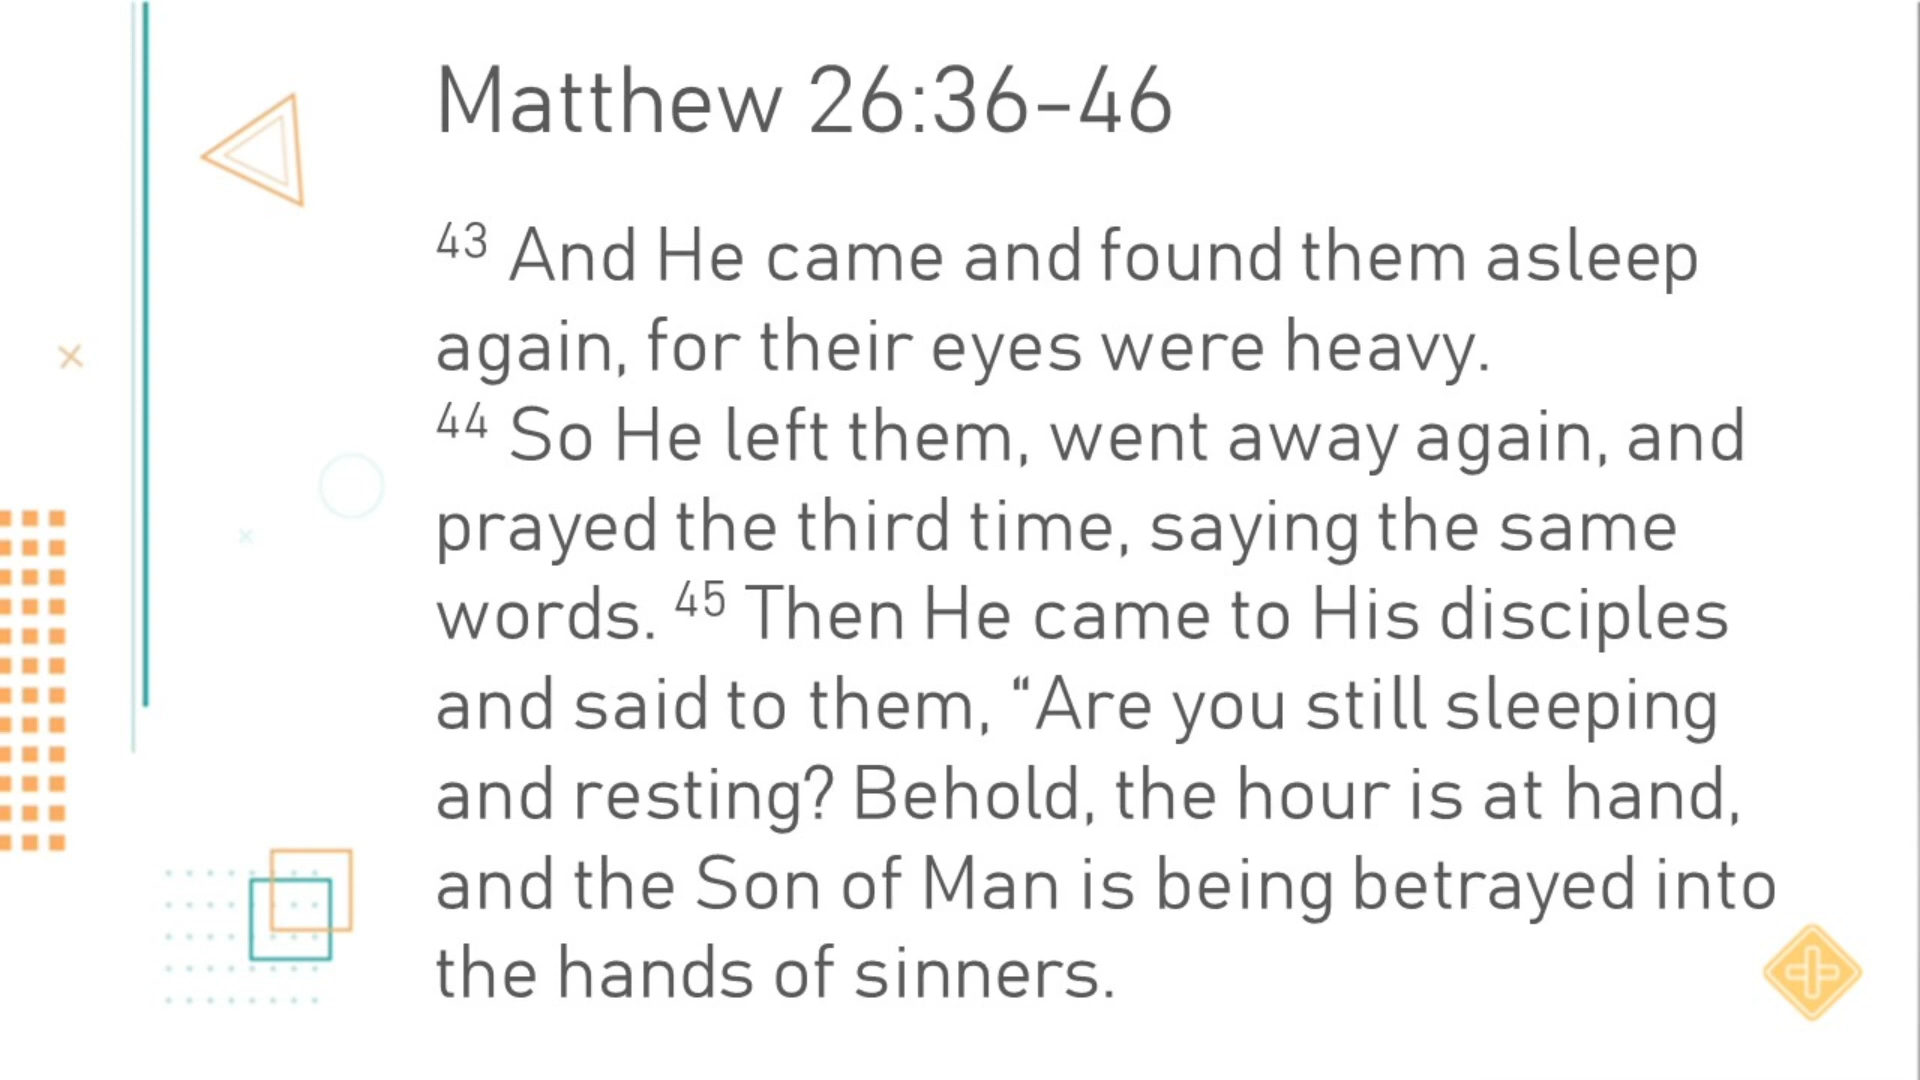 Matthew 26:36–46
43 And He came and found them asleep
again, for their eyes were heavy.
44 So He left them, went away again, and
prayed the third time, saying the same
words. 45 Then He came to His disciples
and said to them, “Are you still sleeping
and resting? Behold, the hour is at hand,
and the Son of Man is being betrayed into
the hands of sinners.